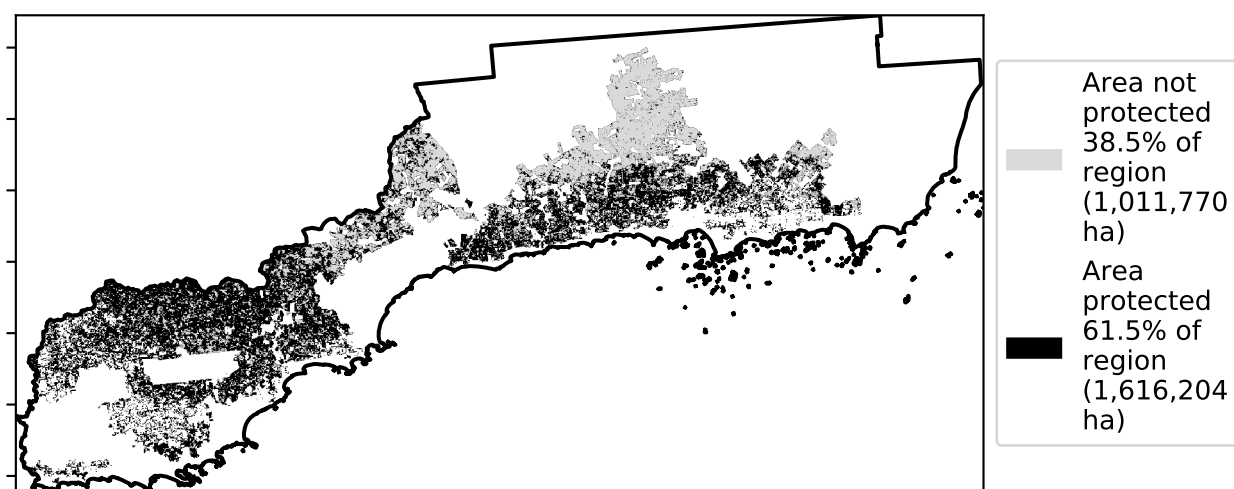 Area not
protected
38.5% of
region
(1,011,770
ha)
Area
protected
61.5% of
region
(1,616,204
ha)